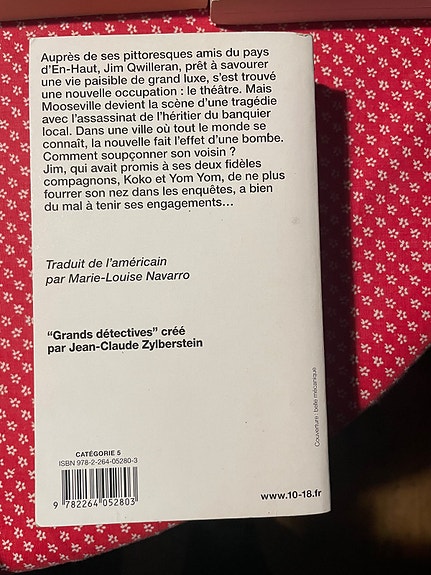 Auprès de ses pittoresques amis du pays
d'En-Haut, Jim Qwilleran, prêt à savourer
une vie paisible de grand luxe, s'est trouvé
une nouvelle occupation : le théâtre. Mais
Mooseville devient la scène d'une tragédie
avec l'assassinat de l'héritier du banquier
local. Dans une ville où tout le monde se
connaît, la nouvelle fait l'effet d'une bombe.
Comment soupçonner son voisin ?
Jim, qui avait promis à ses deux fidèles
compagnons, Koko et Yom Yom, de ne plus
fourrer son nez dans les enquêtes, a bien
du mal à tenir ses engagements...
Traduit de l'américain
par Marie-Louise Navarro
“Grands détectives” créé
par Jean-Claude Zylberstein
Couverture : belle mécanique
CATÉGORIE 5
ISBN 978-2-264-05280-3
9 782264 052803
www.10-18.fr